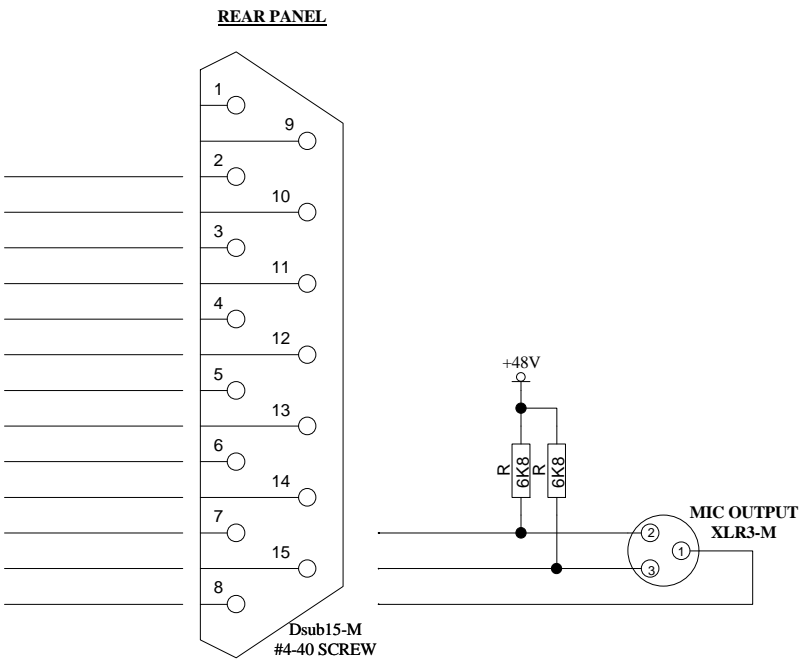 REAR PANEL
1
9
2
10
3
11
4
12
5
13
6
14
7
15
8
Dsub15-M
#4-40 SCREW
+48V
R
6K8
R
6K8
MIC OUTPUT
XLR3-M
2
1
3